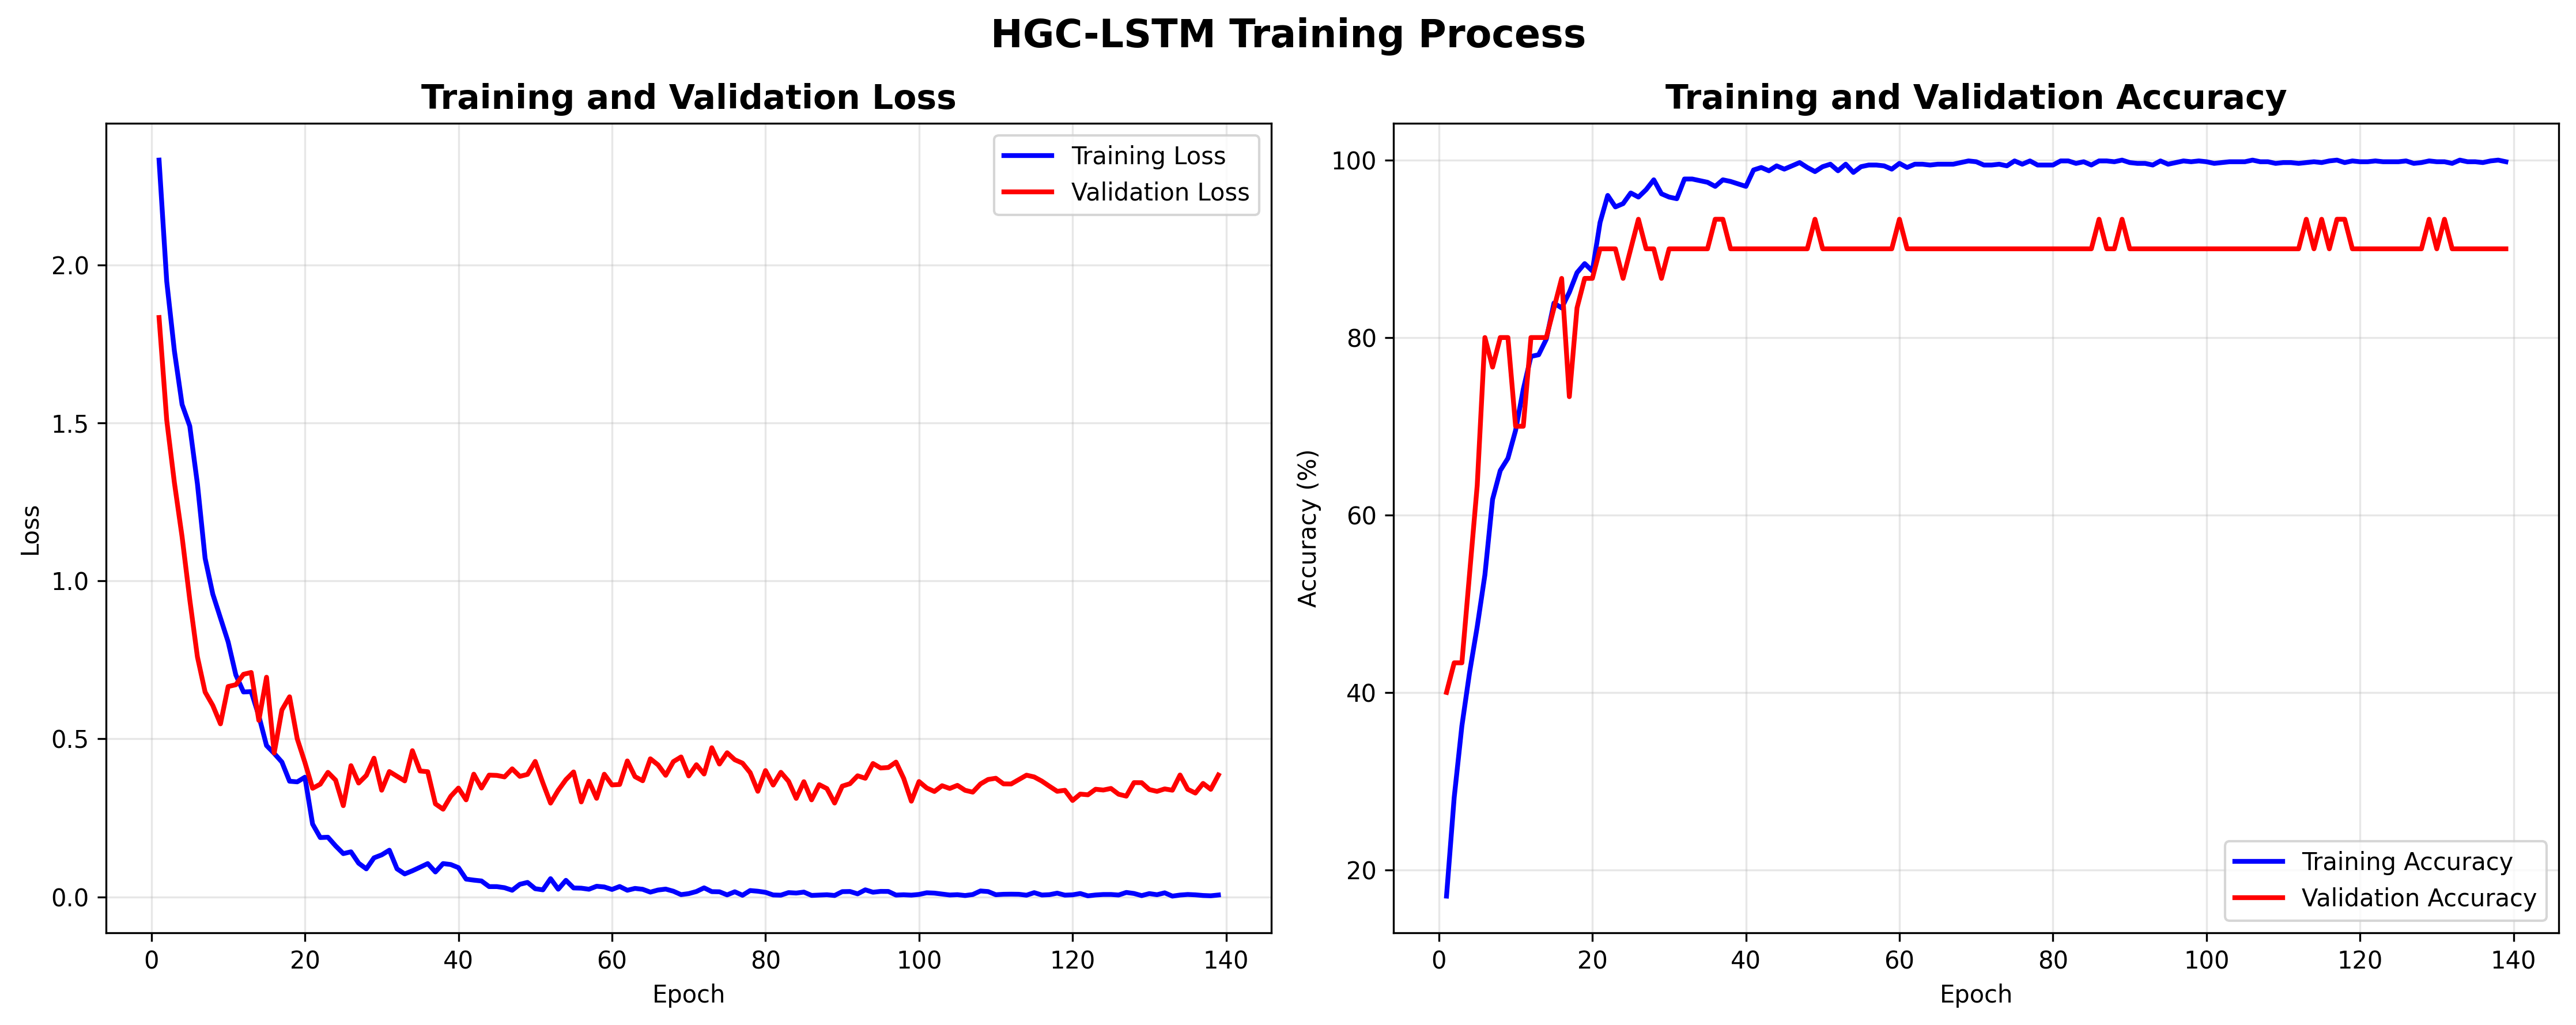 HGC-LSTM Training Process
Training and Validation Loss
Training Loss
Validation Loss
2.0
1.5
1.0
0.5
0.0
Loss
0 20 40 60 80 100 120 140
Epoch
Training and Validation Accuracy
100
80
60
40
20
Accuracy (%)
Training Accuracy
Validation Accuracy
0 20 40 60 80 100 120 140
Epoch